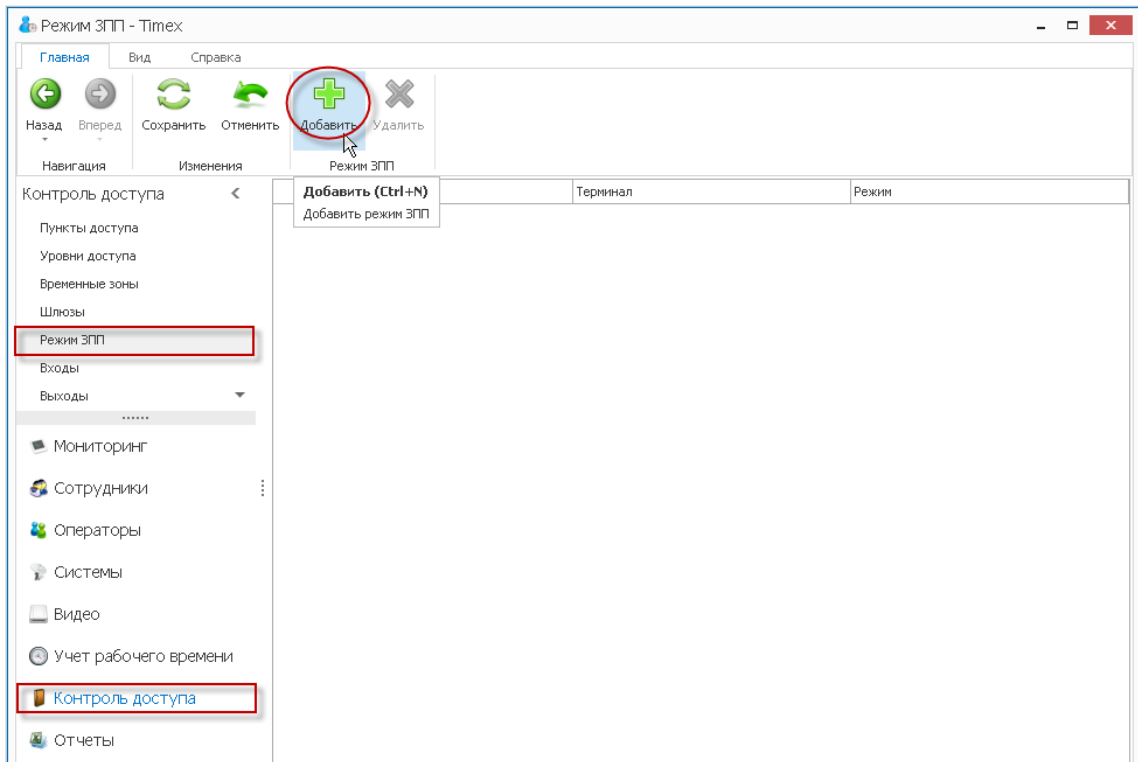 Режим ЗПП - Timex
Главная Вид Справка
Назад Вперед Сохранить Отменить Добавить Удалить
Навигация Изменения Режим ЗПП
Контроль доступа Добавить (Ctrl+N) Терминал Режим
Добавить режим ЗПП
Пункты доступа
Уровни доступа
Временные зоны
Шлюзы
Режим ЗПП
Входы
Выходы
Мониторинг
Сотрудники
Операторы
Системы
Видео
Учет рабочего времени
Контроль доступа
Отчеты